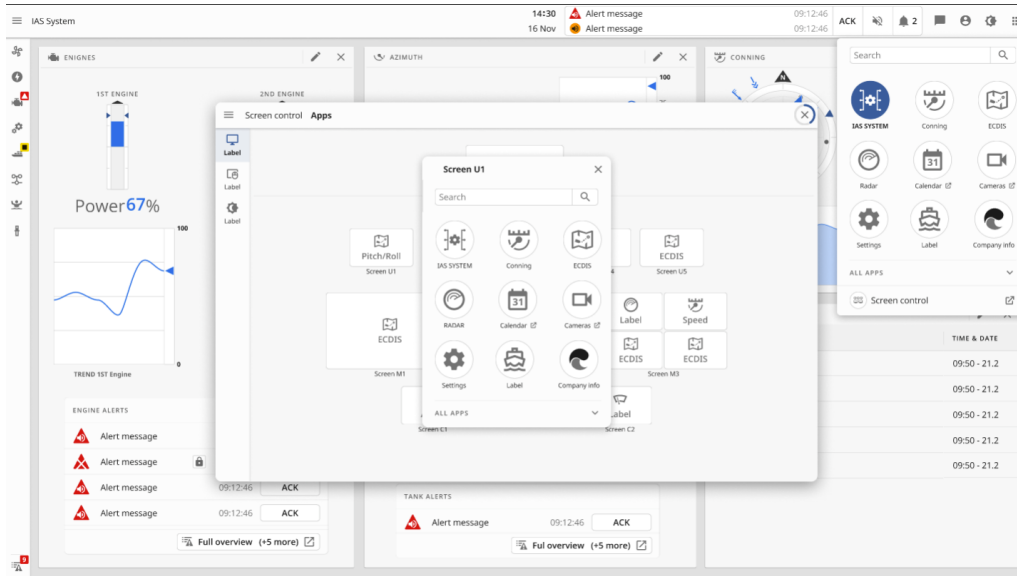 IAS System
14:30
16 Nov
Alert message 09:12:46
Alert message 09:12:46
ACK
2
ENIGNES
AZIMUTH
CONNING
1ST ENGINE
2ND ENGINE
Power67%
100
0
TREND 1ST Engine
100
N
ENGINE ALERTS
Alert message
Alert message
Alert message 09:12:46 ACK
Alert message 09:12:46 ACK
Full overview (+5 more)
9
TANK ALERTS
Alert message 09:12:46 ACK
Ful overview (+5 more)
TIME & DATE
09:50 - 21.2
09:50 - 21.2
09:50 - 21.2
09:50 - 21.2
09:50 - 21.2
Screen control Apps
Label
Label
Label
Pitch/Roll
Screen U1
4
ECDIS
Screen U5
ECDIS
Screen M1
Label
Speed
ECDIS
ECDIS
Screen M3
Screen C1
Label
Screen C2
Screen U1
Search
IAS SYSTEM Conning ECDIS
RADAR 31 Calendar Cameras
Settings Label Company info
ALL APPS
Search
IAS SYSTEM Conning ECDIS
Radar 31 Calendar Cameras
Settings Label Company info
ALL APPS
Screen control